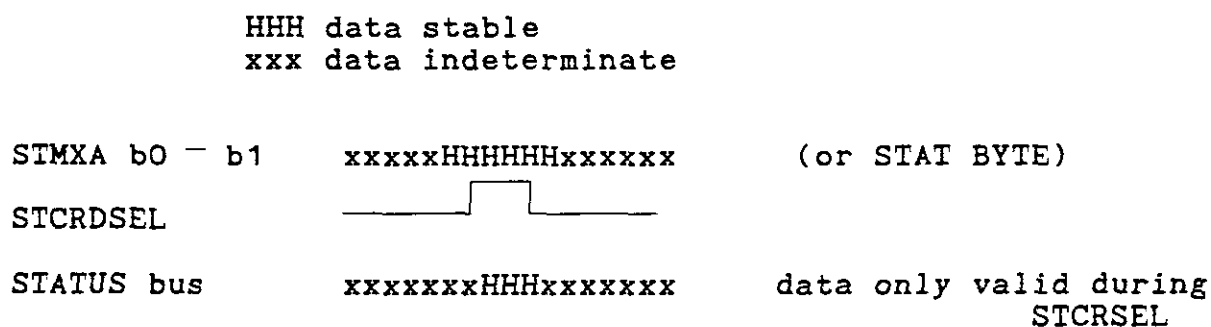 HHH data stable
xxx data indeterminate
STMXA b0 - b1 xxxxxHHHHHHxxxxxx (or STAT BYTE)
STCRDSEL
STATUS bus xxxxxxxHHHxxxxxxx data only valid during
STCRSEL